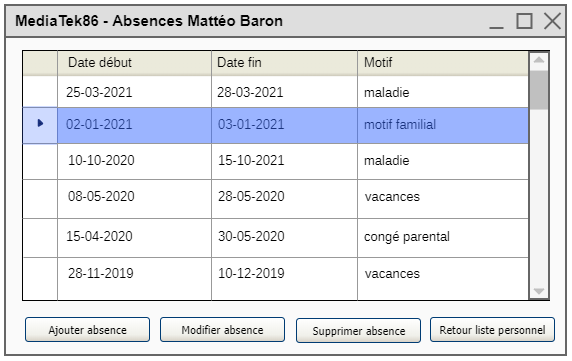 MediaTek86 - Absences Mattéo Baron
Date début Date fin Motif
25-03-2021 28-03-2021 maladie
02-01-2021 03-01-2021 motif familial
10-10-2020 15-10-2021 maladie
08-05-2020 28-05-2020 vacances
15-04-2020 30-05-2020 congé parental
28-11-2019 10-12-2019 vacances
Ajouter absence Modifier absence Supprimer absence Retour liste personnel